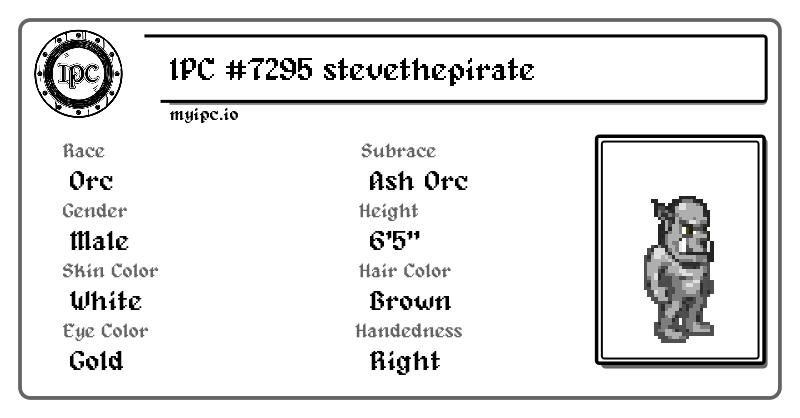 IPC
IPC #7295 stevethepirate
myipc.io
Race
Subrace
Orc
Ash Orc
Gender
Height
Male
6'5"
Skin Color
Hair Color
White
Brown
Eye Color
Handedness
Gold
Right